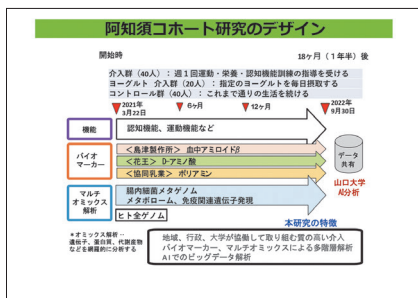 阿知須コホート研究のデザイン
開始時
18ヶ月(1年半)後
介入群(40人):週1回運動・栄養・認知機能訓練の指導を受ける
ヨーグルト 介入群(20人):指定のヨーグルトを毎日摂取する
コントロール群(40人):これまで通りの生活を続ける
2021年
3月22日
6ヶ月
12ヶ月
2022年
9月30日
機能
認知機能、運動機能など
バイオ
マーカー
<島津製作所> 血中アミロイドβ
<花王> D-アミノ酸
<協同乳業> ポリアミン
データ
共有
山口大学
AI分析
マルチ
オミックス
解析
腸内細菌メタゲノム
メタボローム、免疫関連遺伝子発現
ヒト全ゲノム
*オミックス解析‥
遺伝子、蛋白質、代謝産物
などを網羅的に分析する
本研究の特徴
地域、行政、大学が協働して取り組む質の高い介入
バイオマーカー、マルチオミックスによる多階層解析
AIでのビッグデータ解析